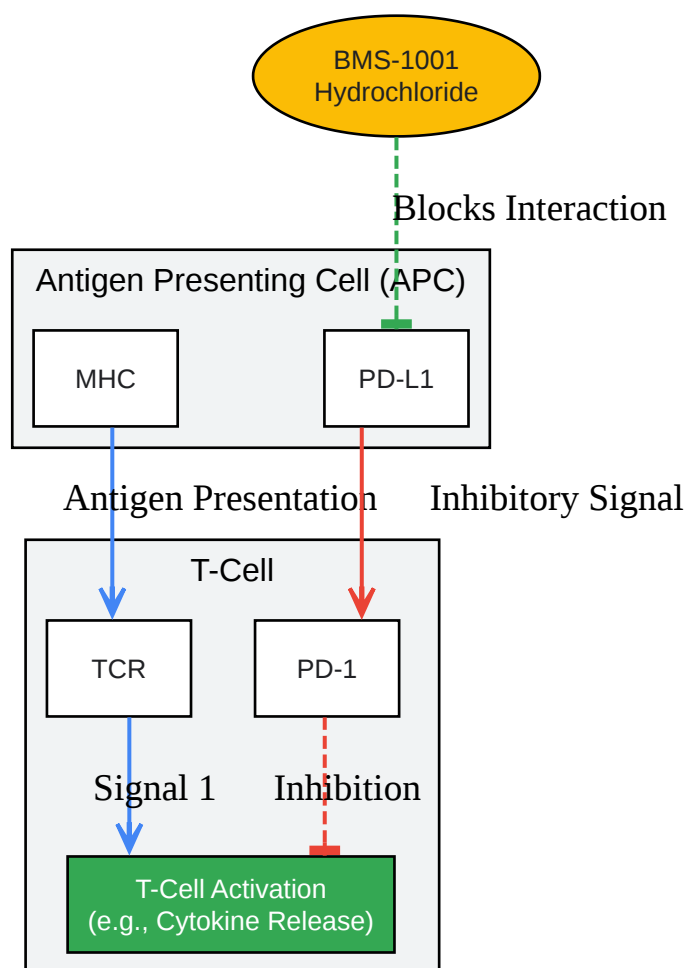 BMS-1001
Hydrochloride
Blocks Interaction
Antigen Presenting Cell (APC)
MHC
PD-L1
Antigen Presentation
Inhibitory Signal
T-Cell
TCR
PD-1
Signal 1
Inhibition
T-Cell Activation
(e.g., Cytokine Release)